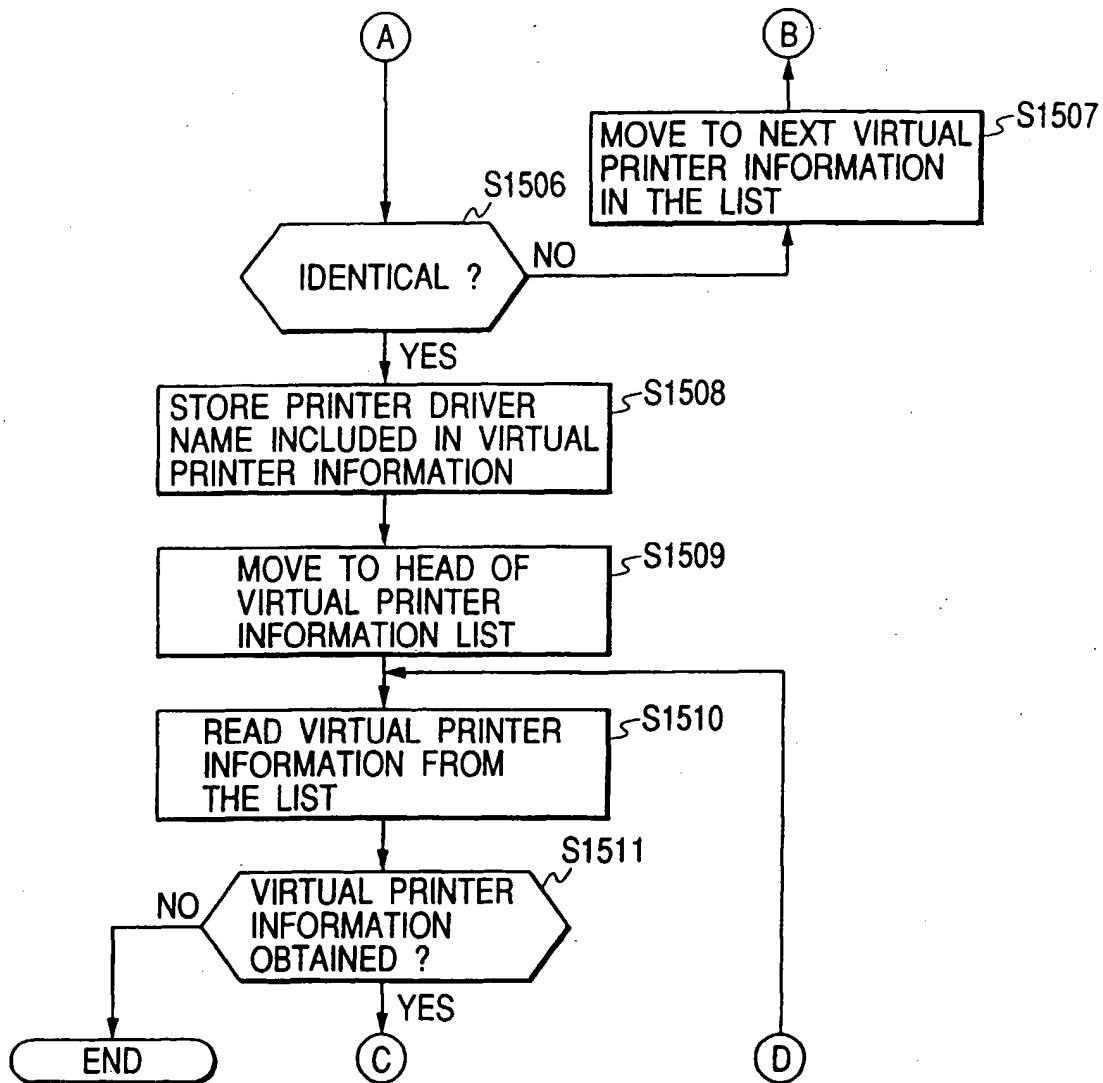 A
B
S1507
MOVE TO NEXT VIRTUAL
PRINTER INFORMATION
IN THE LIST
S1506
IDENTICAL ?
NO
YES
S1508
STORE PRINTER DRIVER
NAME INCLUDED IN VIRTUAL
PRINTER INFORMATION
S1509
MOVE TO HEAD OF
VIRTUAL PRINTER
INFORMATION LIST
S1510
READ VIRTUAL PRINTER
INFORMATION FROM
THE LIST
S1511
VIRTUAL PRINTER
INFORMATION
OBTAINED ?
NO
YES
END
C
D